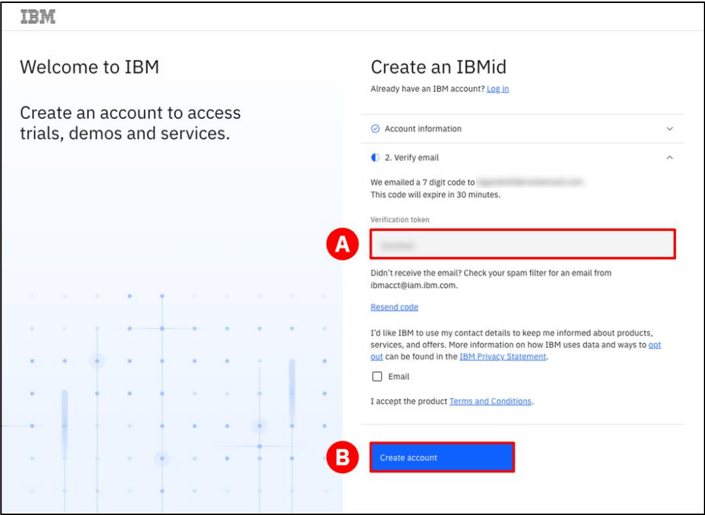 IBM
Welcome to IBM
Create an account to access
trials, demos and services.
Create an IBMid
Already have an IBM account? Log in
Account information
2. Verify email
We emailed a 7 digit code to
This code will expire in 30 minutes.
Verification token
A
Didn't receive the email? Check your spam filter for an email from
ibmacct@iam.ibm.com.
Resend code
I'd like IBM to use my contact details to keep me informed about products,
services, and offers. More information on how IBM uses data and ways to opt
out can be found in the IBM Privacy Statement.
Email
I accept the product Terms and Conditions.
B
Create account